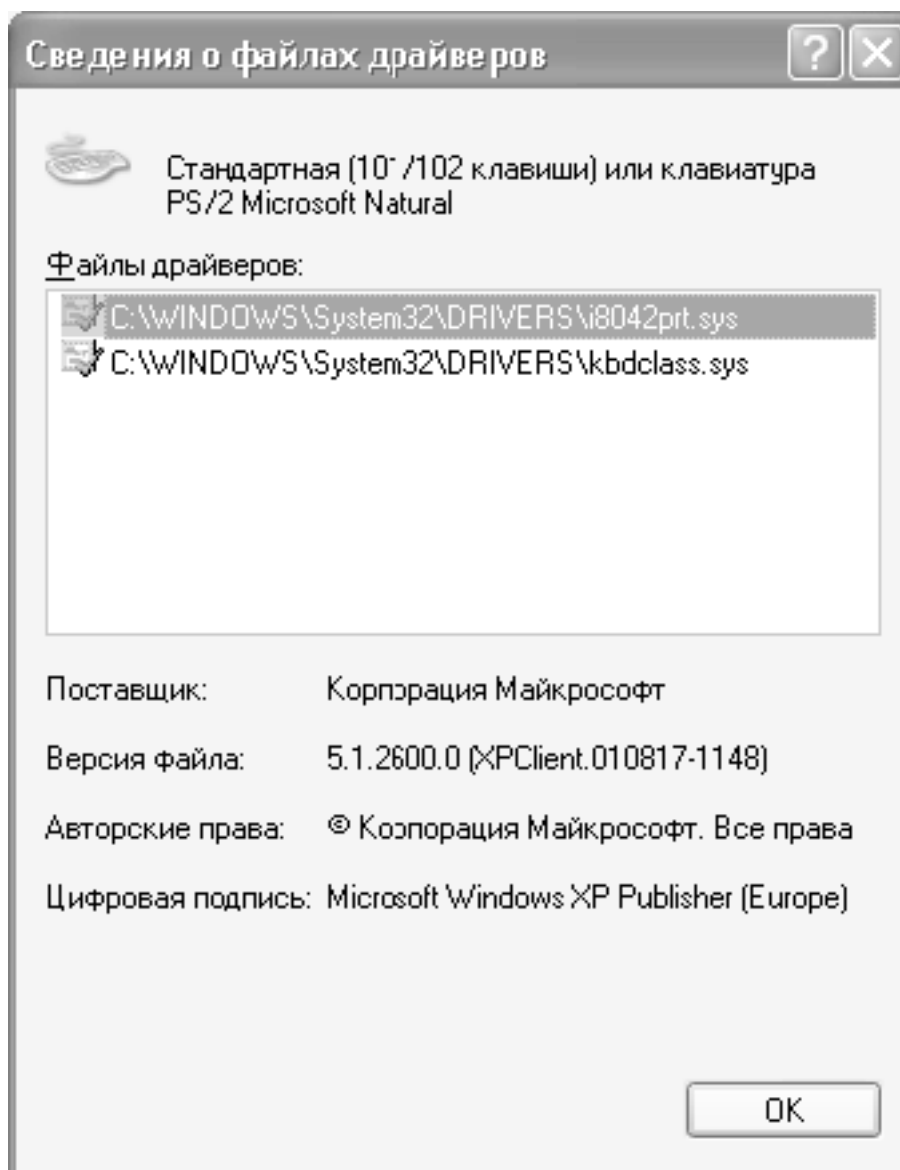 Сведения о файлах драйверов
Стандартная (101/102 клавиши) или клавиатура
PS/2 Microsoft Natural
Файлы драйверов:
C:\WINDOWS\System32\DRIVERS\i8042prt.sys
C:\WINDOWS\System32\DRIVERS\kbdclass.sys
Поставщик: Корпорация Майкрософт
Версия файла: 5.1.2600.0 (XPClient.010817-1148)
Авторские права: © Корпорация Майкрософт. Все права
Цифровая подпись: Microsoft Windows XP Publisher (Europe)
OK